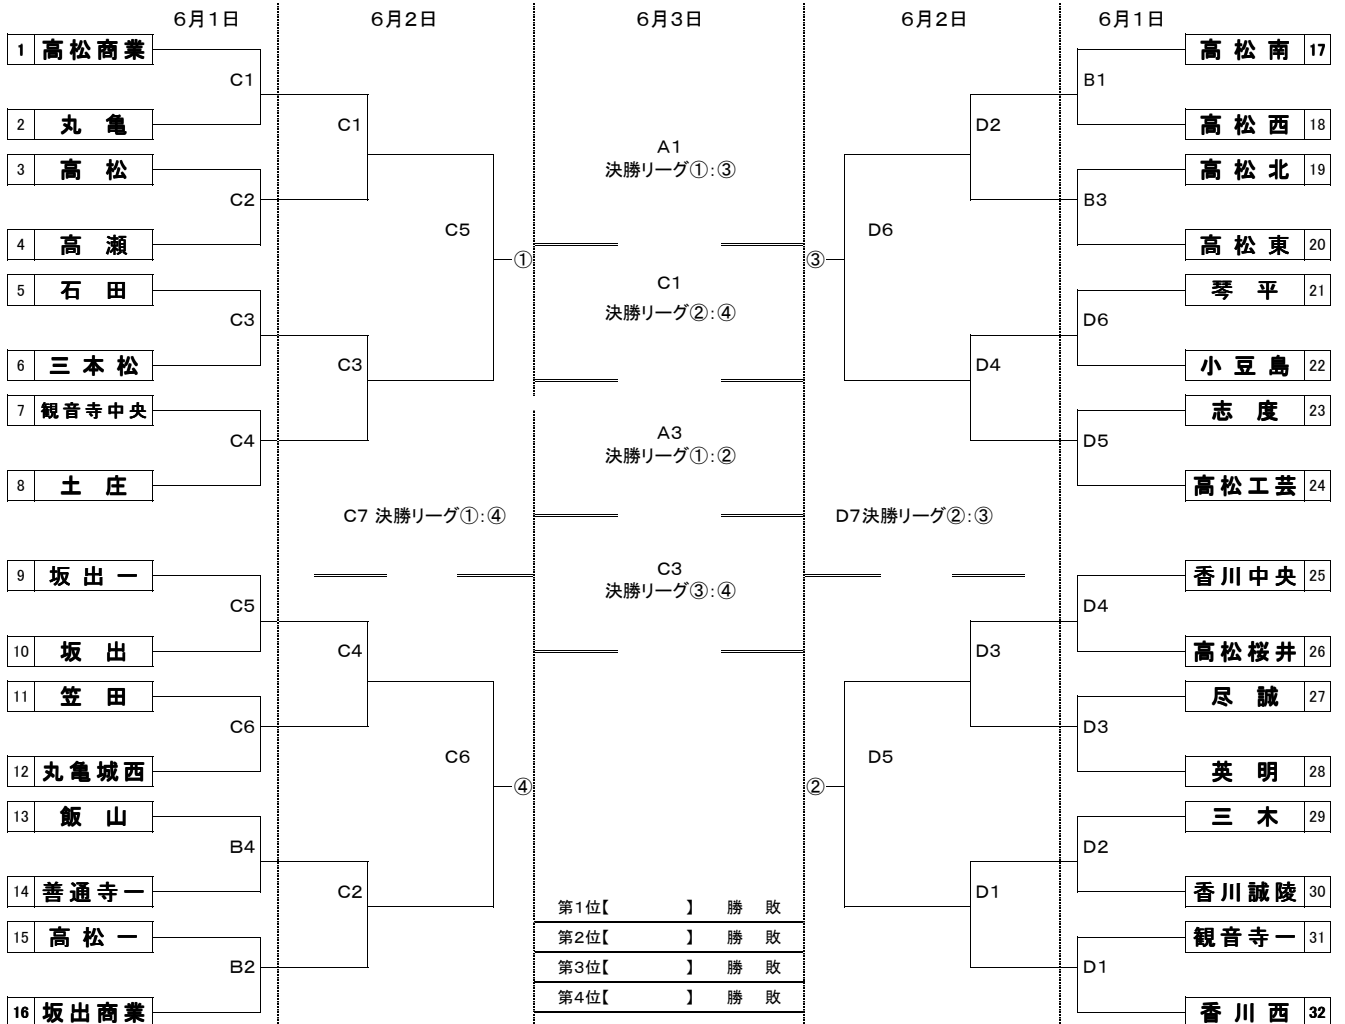 6月1日 6月2日 6月3日 6月2日 6月1日
1 高松商業
C1
2 丸亀
C1
3 高松
C2
4 高瀬
C5
①
5 石田
C3
6 三本松
C3
7 観音寺中央
C4
8 土庄
C7 決勝リーグ①:④
9 坂出一
C5
10 坂出
C4
11 笠田
C6
12 丸亀城西
C6
④
13 飯山
B4
14 善通寺一
C2
15 高松一
B2
16 坂出商業
A1
決勝リーグ①:③
C1
決勝リーグ②:④
A3
決勝リーグ①:②
C3
決勝リーグ③:④
第1位【 】 勝 敗
第2位【 】 勝 敗
第3位【 】 勝 敗
第4位【 】 勝 敗
高松南 17
B1
高松西 18
D2
高松北 19
B3
高松東 20
D6
③
琴平 21
D6
小豆島 22
D4
志度 23
D5
高松工芸 24
D7決勝リーグ②:③
香川中央 25
D4
高松桜井 26
D3
尽誠 27
D3
英明 28
D5
②
三木 29
D2
香川誠陵 30
D1
観音寺一 31
D1
香川西 32